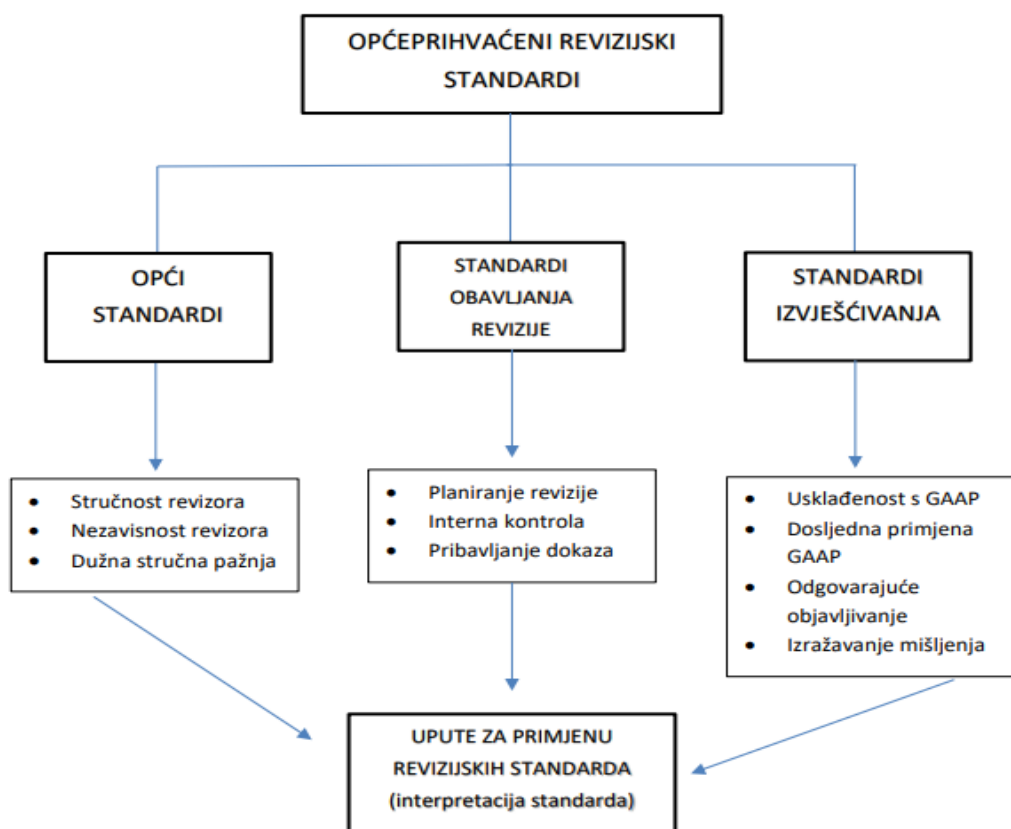 OPĆEPRIHVAĆENI REVIZIJSKI
STANDARDI
OPĆI
STANDARDI
STANDARDI
OBAVLJANJA
REVIZIJE
STANDARDI
IZVJEŠĆIVANJA
• Stručnost revizora
• Nezavisnost revizora
• Dužna stručna pažnja
• Planiranje revizije
• Interna kontrola
• Pribavljanje dokaza
• Usklađenost s GAAP
• Dosljedna primjena
GAAP
• Odgovarajuće
objavljivanje
• Izražavanje mišljenja
UPUTE ZA PRIMJENU
REVIZIJSKIH STANDARDA
(interpretacija standarda)